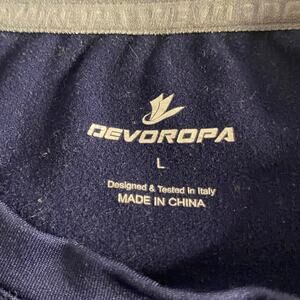 DEVOROPA
L
Designed & Tested in Italy
MADE IN CHINA